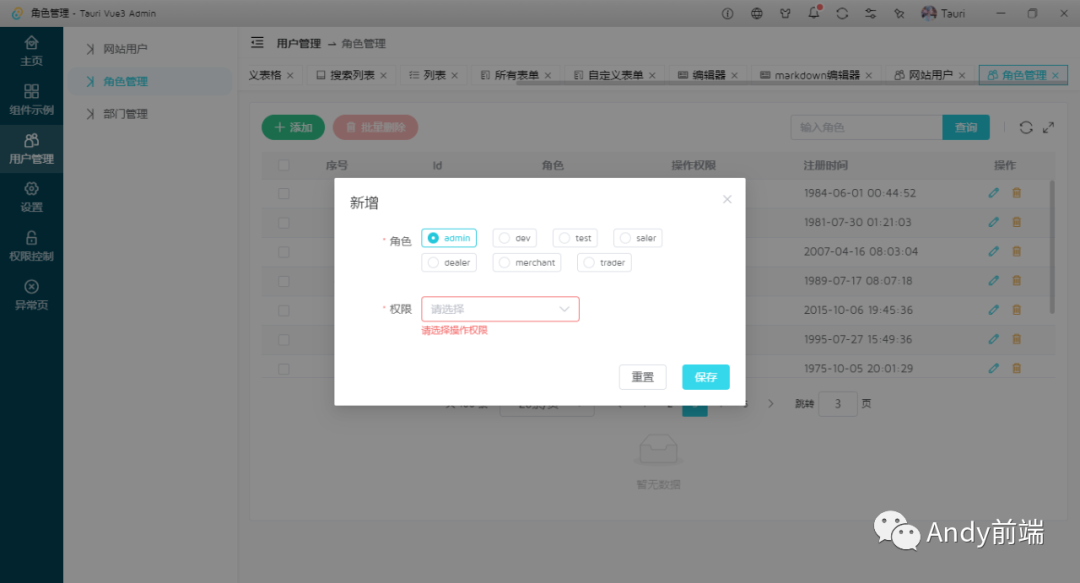 角色管理 - Tauri Vue3 Admin
Tauri
主页
组件示例
用户管理
设置
权限控制
异常页
网站用户
角色管理
部门管理
用户管理 → 角色管理
义表格 × 搜索列表 × 列表 × 所有表单 × 自定义表单 × 编辑器 × markdown编辑器 × 网站用户 × 角色管理 ×
+ 添加 批量删除 输入角色 查询
序号 Id 角色 操作权限 注册时间 操作
1984-06-01 00:44:52
1981-07-30 01:21:03
2007-04-16 08:03:04
1989-07-17 08:07:18
2015-10-06 19:45:36
1995-07-27 15:49:36
1975-10-05 20:01:29
新增
* 角色 admin dev test saler
dealer merchant trader
* 权限 请选择
请选择操作权限
重置 保存
跳转 3 页
暂无数据
Andy前端